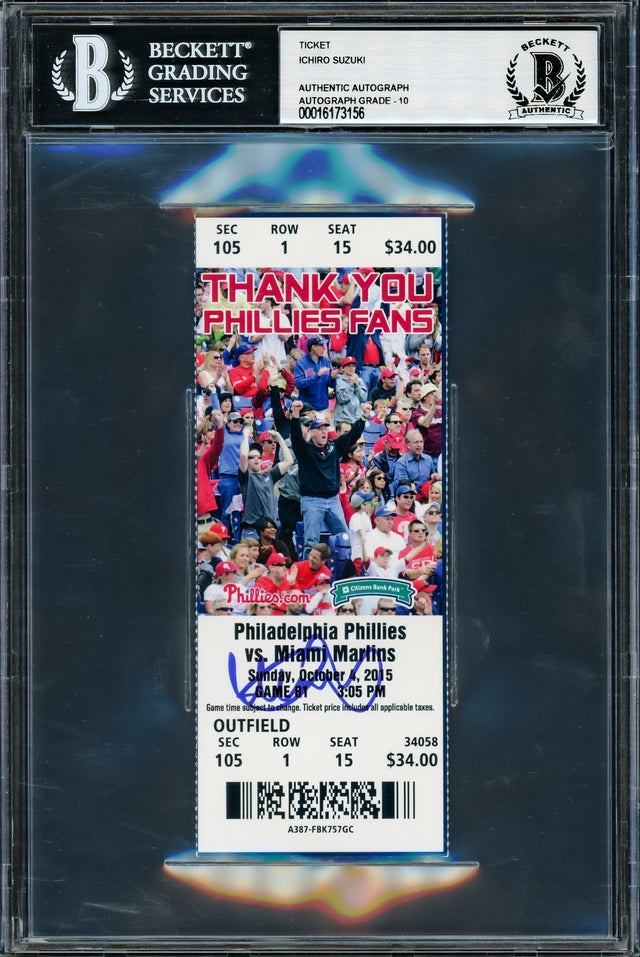 BECKETT®
GRADING
SERVICES
TICKET
ICHIRO SUZUKI
AUTHENTIC AUTOGRAPH
AUTOGRAPH GRADE - 10
00016173156
BECKETT
B
AUTHENTIC
B
SEC ROW SEAT
105 1 15 $34.00
THANK YOU
PHILLIES FANS
Phillies.com
Citizens Bank Park
Philadelphia Phillies
vs. Miami Marlins
Sunday, October 4, 2015
GAME 81 3:05 PM
Game time subject to change. Ticket price includes all applicable taxes.
OUTFIELD
SEC ROW SEAT 34058
105 1 15 $34.00
A387-FBK757GC